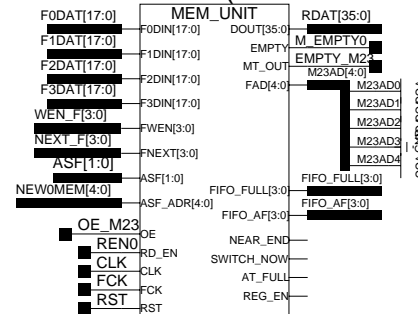 MEM_UNIT
F0DAT[17:0]
F0DIN[17:0]
F1DAT[17:0]
F1DIN[17:0]
F2DAT[17:0]
F2DIN[17:0]
F3DAT[17:0]
F3DIN[17:0]
WEN_F[3:0]
FWEN[3:0]
NEXT_F[3:0]
FNEXT[3:0]
ASF[1:0]
ASF[1:0]
NEW0MEM[4:0]
ASF_ADR[4:0]
OE_M23
OE
REN0
RD_EN
CLK
CLK
FCK
FCK
RST
RST
RDAT[35:0]
DOUT[35:0]
M_EMPTY0
EMPTY
EMPTY_M23
MT_OUT
M23AD[4:0]
FAD[4:0]
M23AD0
M23AD1
M23AD2
M23AD3
M23AD4
FIFO_FULL[3:0]
FIFO_FULL[3:0]
FIFO_AF[3:0]
FIFO_AF[3:0]
NEAR_END
SWITCH_NOW
AT_FULL
REG_EN